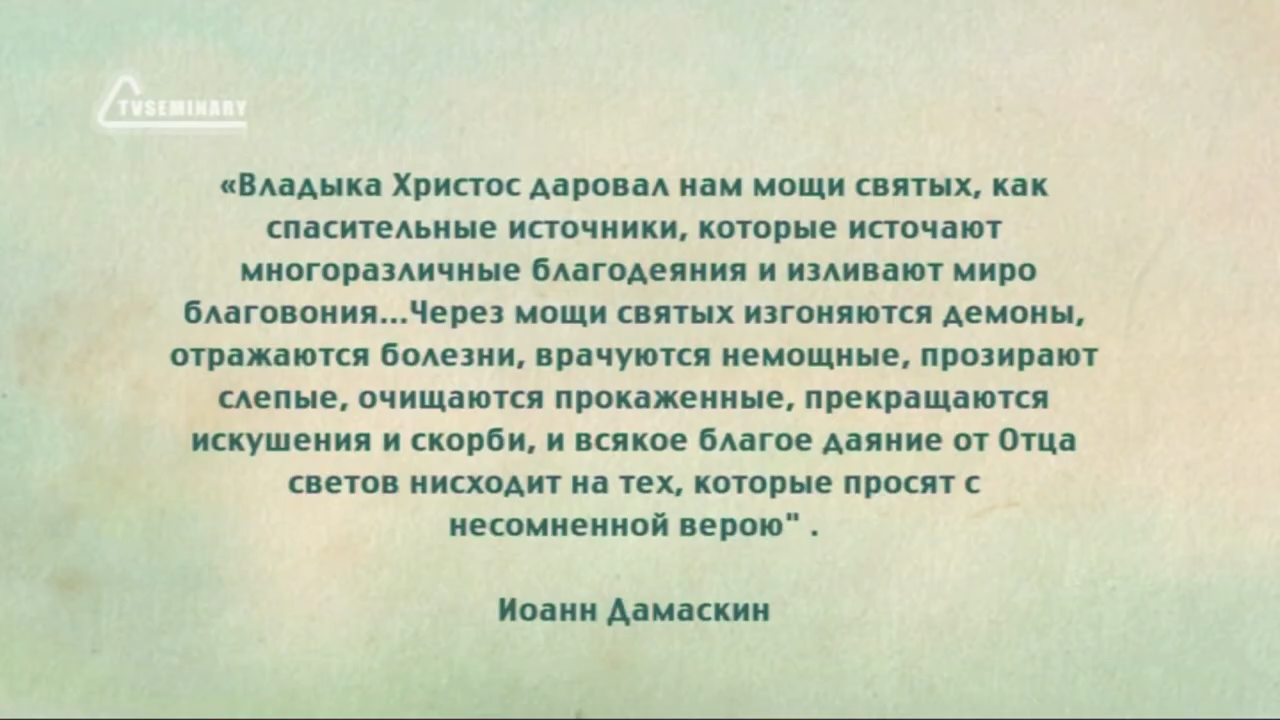 TVSEMINARY
«Владыка Христос даровал нам мощи святых, как
спасительные источники, которые источают
многоразличные благодеяния и изливают миро
благовония...Через мощи святых изгоняются демоны,
отражаются болезни, врачуются немощные, прозирают
слепые, очищаются прокаженные, прекращаются
искушения и скорби, и всякое благое даяние от Отца
светов нисходит на тех, которые просят с
несомненной верою" .
Иоанн Дамаскин